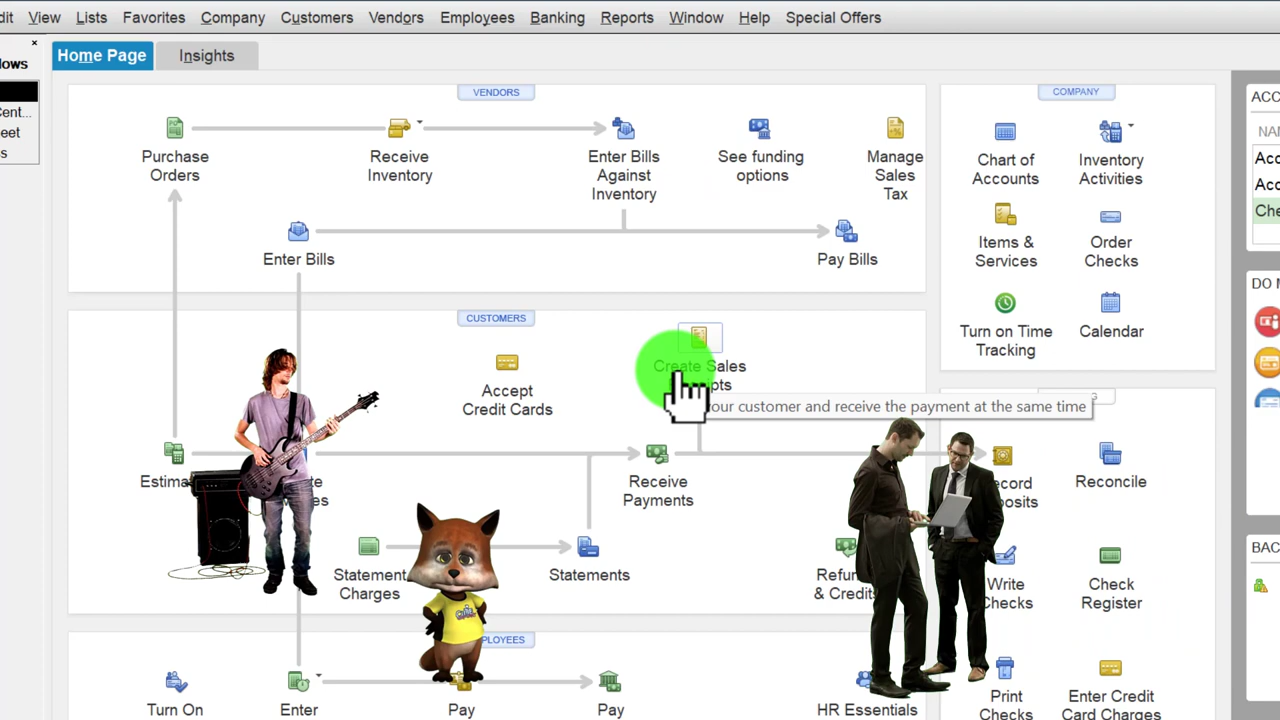 View Lists Favorites Company Customers Vendors Employees Banking Reports Window Help Special Offers
Home Page Insights
VENDORS
Purchase
Orders
Receive
Inventory
Enter Bills
Against
Inventory
See funding
options
Manage
Sales
Tax
Enter Bills
Pay Bills
COMPANY
Chart of
Accounts
Inventory
Activities
Items &
Services
Order
Checks
Turn on Time
Tracking
Calendar
CUSTOMERS
Create Sales
Accept
Credit Cards
our customer and receive the payment at the same time
Receive
Payments
Reconcile
Statement
Charges
Statements
& Credits
Write
Checks
Check
Register
Turn On
Enter
Pay
Pay
HR Essentials
Print
Checks
Enter Credit
Card Charges